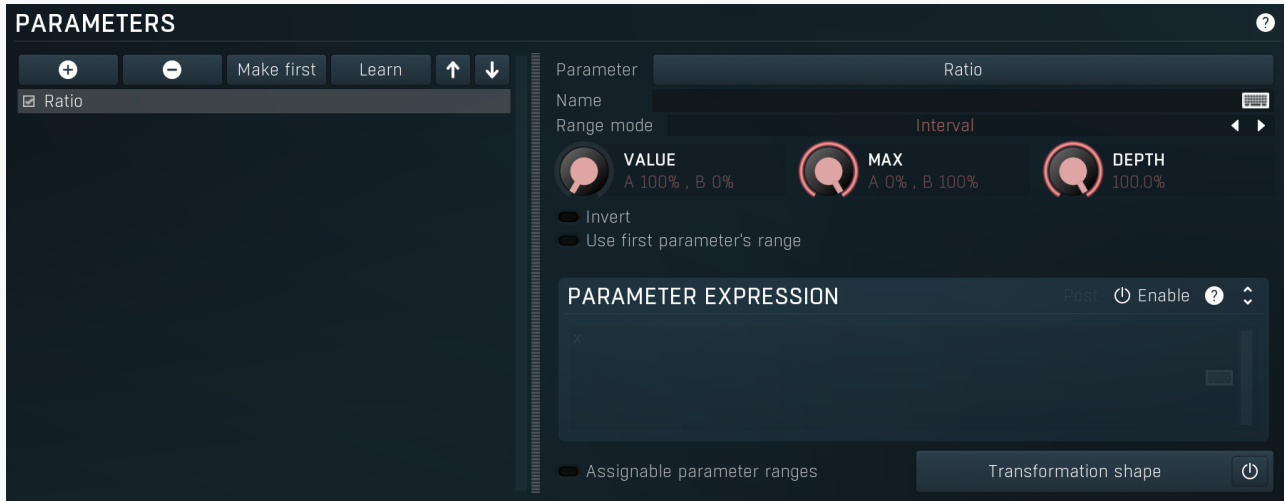 PARAMETERS
?
Make first
Learn
Ratio
Parameter
Ratio
Name
Range mode
Interval
VALUE
A 100% , B 0%
MAX
A 0% , B 100%
DEPTH
100.0%
Invert
Use first parameter's range
PARAMETER EXPRESSION
Post
Enable
?
x
Assignable parameter ranges
Transformation shape